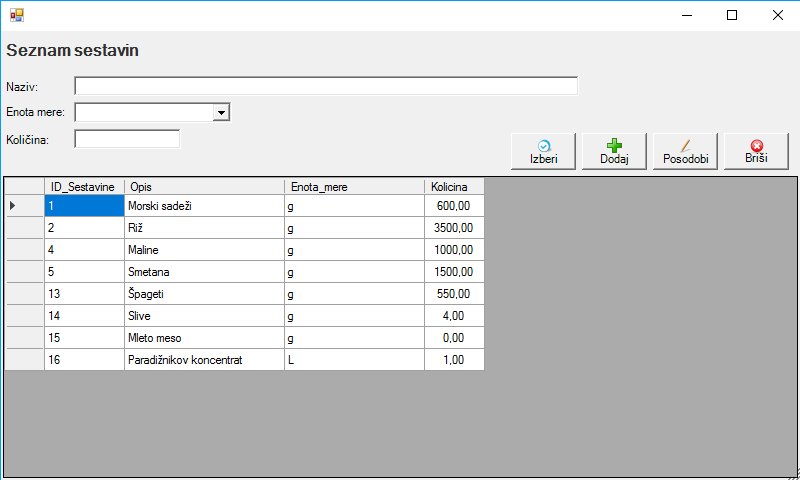 Seznam sestavin
Naziv:
Enota mere:
Količina:
Izberi Dodaj Posodobi Briši
ID_Sestavine Opis Enota_mere Kolicina
1 Morski sadeži g 600,00
2 Riž g 3500,00
4 Maline g 1000,00
5 Smetana g 1500,00
13 Špageti g 550,00
14 Slive g 4,00
15 Mleto meso g 0,00
16 Paradižnikov koncentrat L 1,00